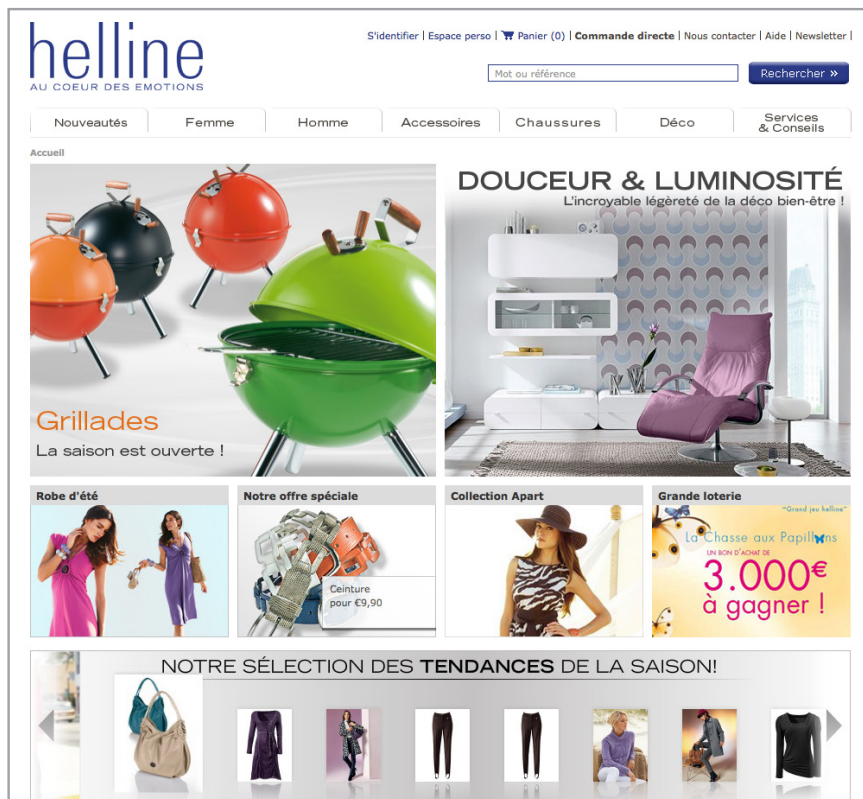 helline
AU COEUR DES EMOTIONS
S'identifier | Espace perso | Panier (0) | Commande directe | Nous contacter | Aide | Newsletter |
Mot ou référence
Rechercher »
Nouveautés
Femme
Homme
Accessoires
Chaussures
Déco
Services
& Conseils
Accueil
Grillades
La saison est ouverte !
DOUCEUR & LUMINOSITÉ
L'incroyable légèreté de la déco bien-être !
Robe d'été
Notre offre spéciale
Ceinture
pour €9,90
Collection Apart
Grande loterie
"Grand jeu helline"
La Chasse aux Papillons
UN BON D'ACHAT DE
3.000€
à gagner !
NOTRE SÉLECTION DES TENDANCES DE LA SAISON!